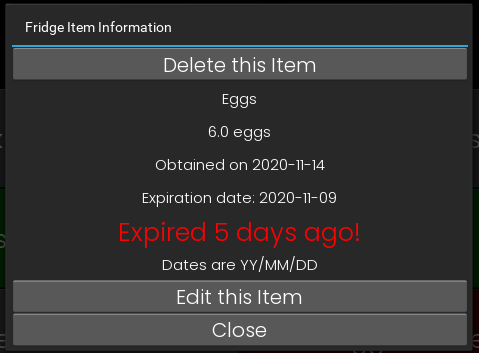 Fridge Item Information
Delete this Item
Eggs
6.0 eggs
Obtained on 2020-11-14
Expiration date: 2020-11-09
Expired 5 days ago!
Dates are YY/MM/DD
Edit this Item
Close